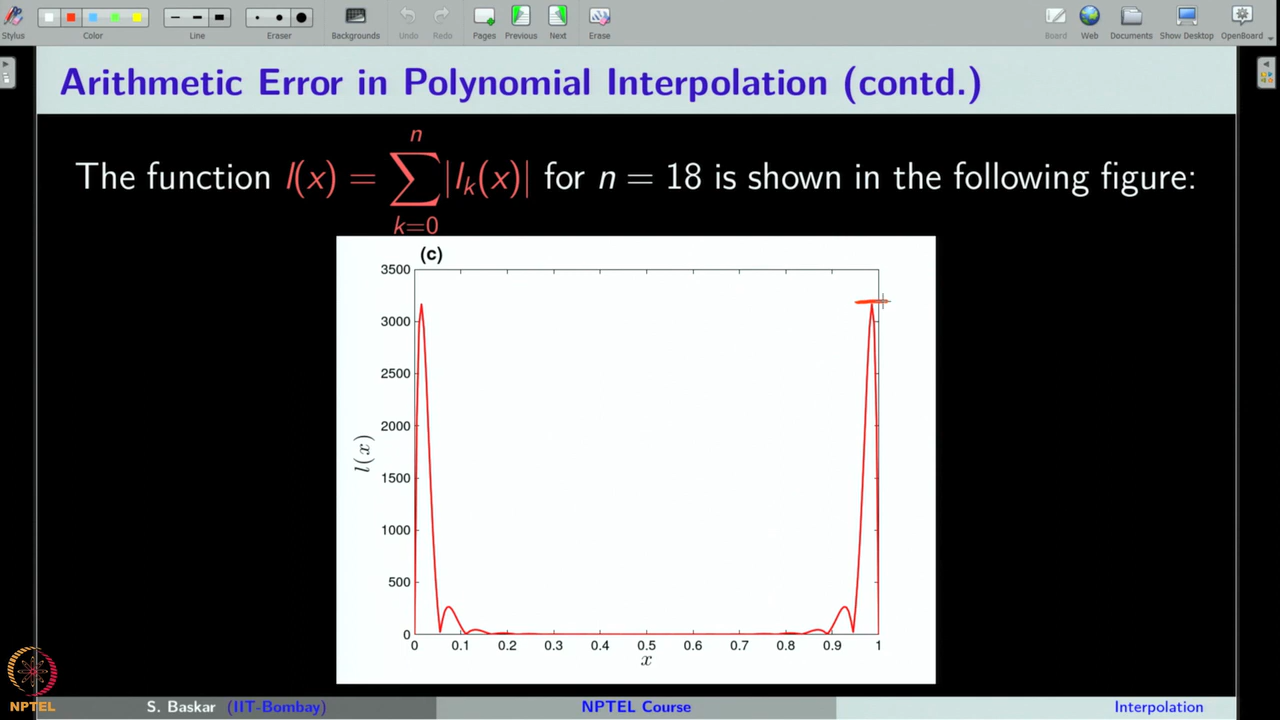 Stylus Color Line Eraser Backgrounds Undo Redo Pages Previous Next Erase Board Web Documents Show Desktop OpenBoard
Arithmetic Error in Polynomial Interpolation (contd.)
n
The function l(x) = ∑ |lₖ(x)| for n = 18 is shown in the following figure:
k=0
(c)
3500
3000
2500
2000
1500
1000
500
0
l(x)
0 0.1 0.2 0.3 0.4 0.5 0.6 0.7 0.8 0.9 1
x
NPTEL
S. Baskar (IIT-Bombay) NPTEL Course Interpolation